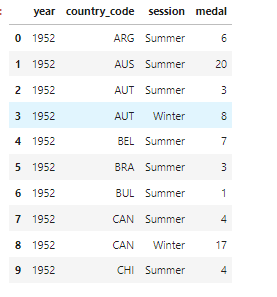 year country_code session medal
0 1952 ARG Summer 6
1 1952 AUS Summer 20
2 1952 AUT Summer 3
3 1952 AUT Winter 8
4 1952 BEL Summer 7
5 1952 BRA Summer 3
6 1952 BUL Summer 1
7 1952 CAN Summer 4
8 1952 CAN Winter 17
9 1952 CHI Summer 4